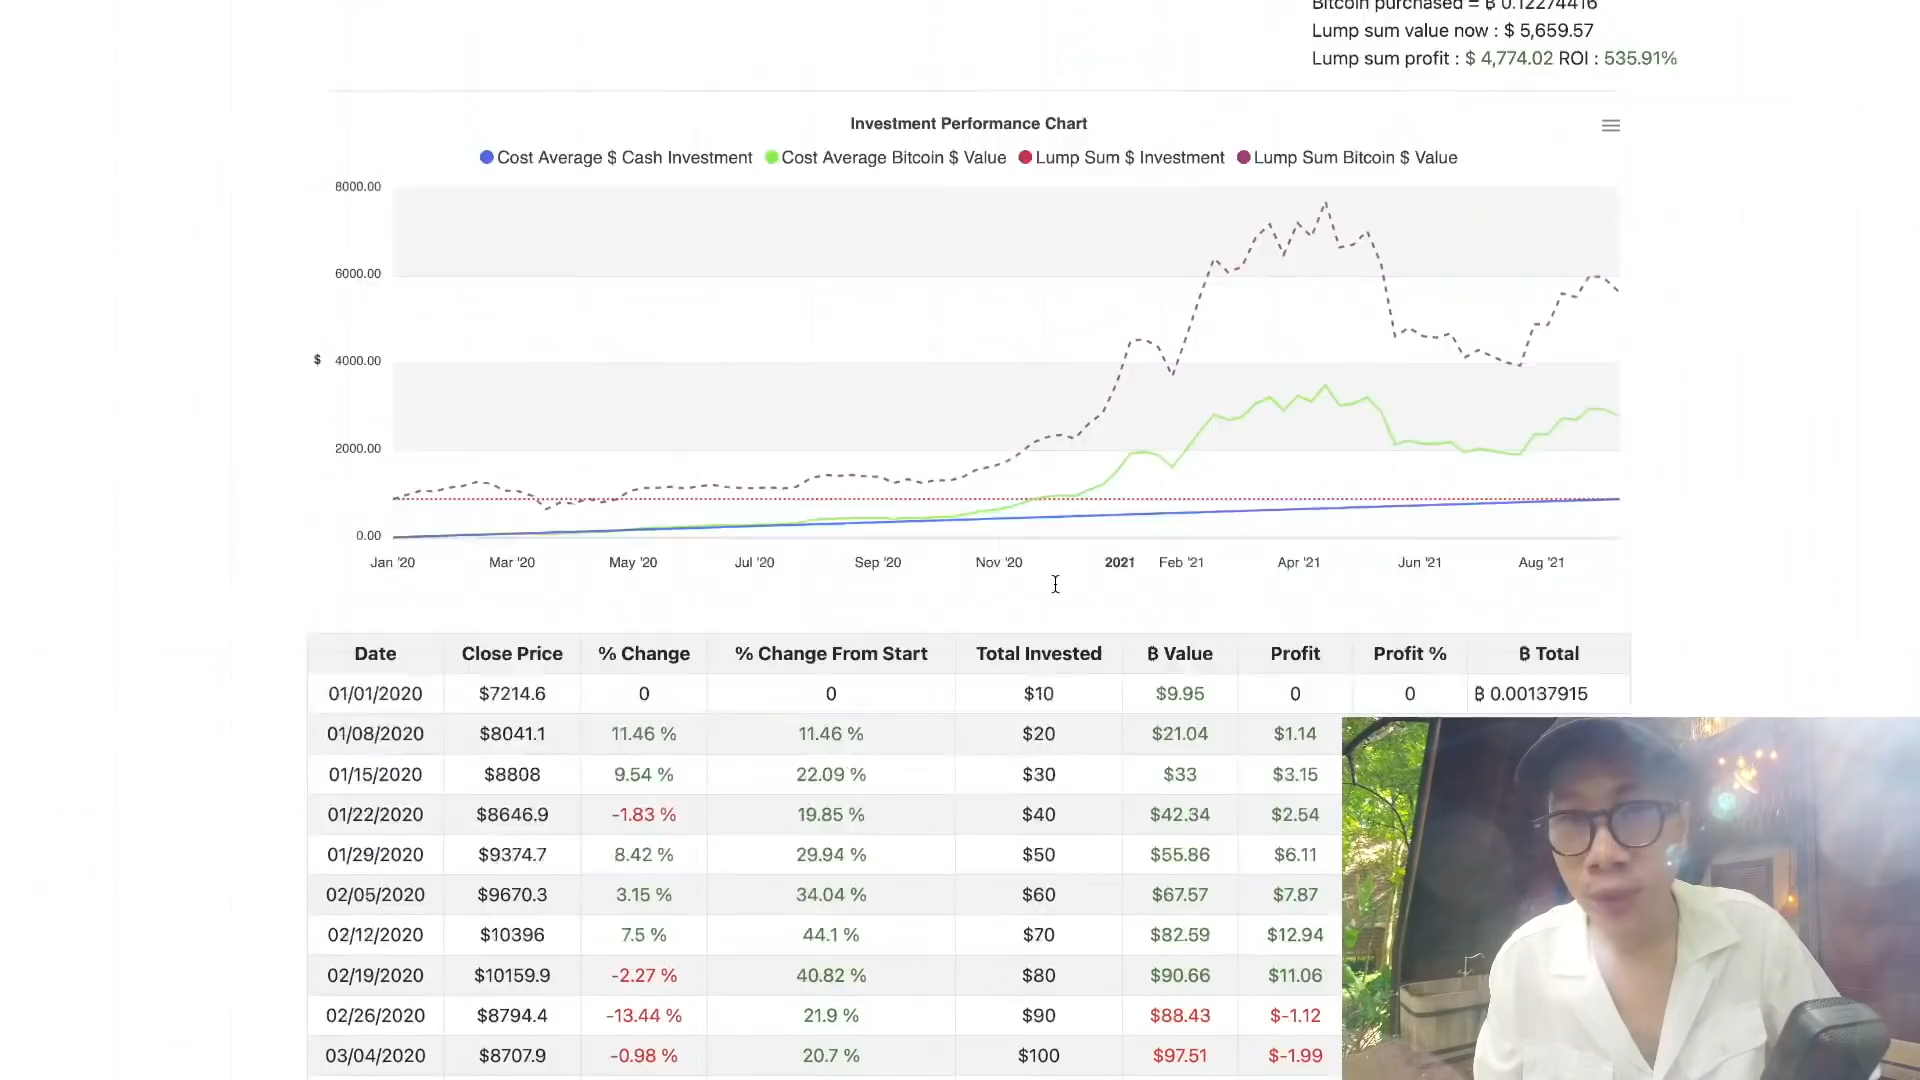 Bitcoin purchased = ₿ 0.12274416
Lump sum value now : $ 5,659.57
Lump sum profit : $ 4,774.02 ROI : 535.91%
Investment Performance Chart
Cost Average $ Cash Investment Cost Average Bitcoin $ Value Lump Sum $ Investment Lump Sum Bitcoin $ Value
8000.00
6000.00
$ 4000.00
2000.00
0.00
Jan '20 Mar '20 May '20 Jul '20 Sep '20 Nov '20 2021 Feb '21 Apr '21 Jun '21 Aug '21
Date Close Price % Change % Change From Start Total Invested ₿ Value Profit Profit % ₿ Total
01/01/2020 $7214.6 0 0 $10 $9.95 0 0 ₿ 0.00137915
01/08/2020 $8041.1 11.46 % 11.46 % $20 $21.04 $1.14
01/15/2020 $8808 9.54 % 22.09 % $30 $33 $3.15
01/22/2020 $8646.9 -1.83 % 19.85 % $40 $42.34 $2.54
01/29/2020 $9374.7 8.42 % 29.94 % $50 $55.86 $6.11
02/05/2020 $9670.3 3.15 % 34.04 % $60 $67.57 $7.87
02/12/2020 $10396 7.5 % 44.1 % $70 $82.59 $12.94
02/19/2020 $10159.9 -2.27 % 40.82 % $80 $90.66 $11.06
02/26/2020 $8794.4 -13.44 % 21.9 % $90 $88.43 $-1.12
03/04/2020 $8707.9 -0.98 % 20.7 % $100 $97.51 $-1.99